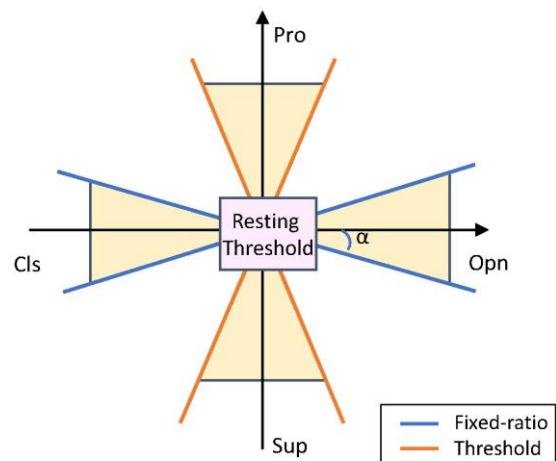 Pro
Resting
Threshold
α
Cls
Opn
Sup
Fixed-ratio
Threshold